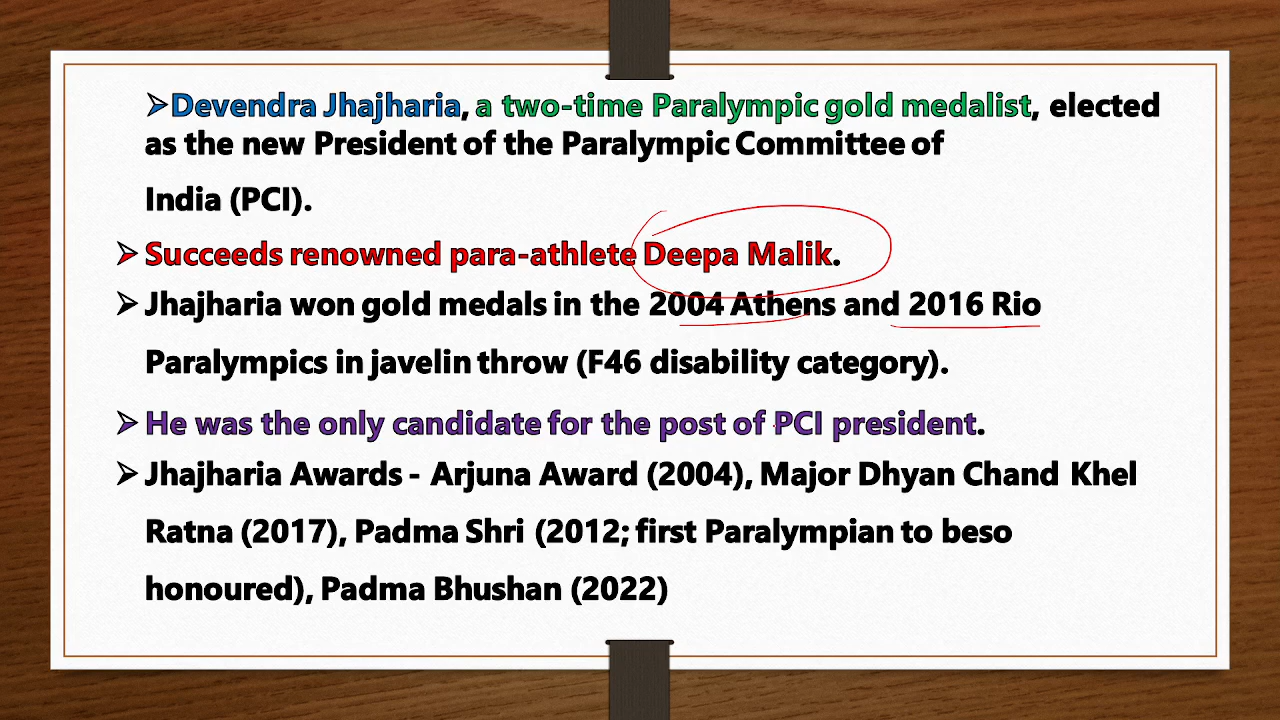 ➢Devendra Jhajharia, a two-time Paralympic gold medalist, elected
as the new President of the Paralympic Committee of
India (PCI).
➢ Succeeds renowned para-athlete Deepa Malik.
➢ Jhajharia won gold medals in the 2004 Athens and 2016 Rio
Paralympics in javelin throw (F46 disability category).
➢ He was the only candidate for the post of PCI president.
➢ Jhajharia Awards - Arjuna Award (2004), Major Dhyan Chand Khel
Ratna (2017), Padma Shri (2012; first Paralympian to beso
honoured), Padma Bhushan (2022)